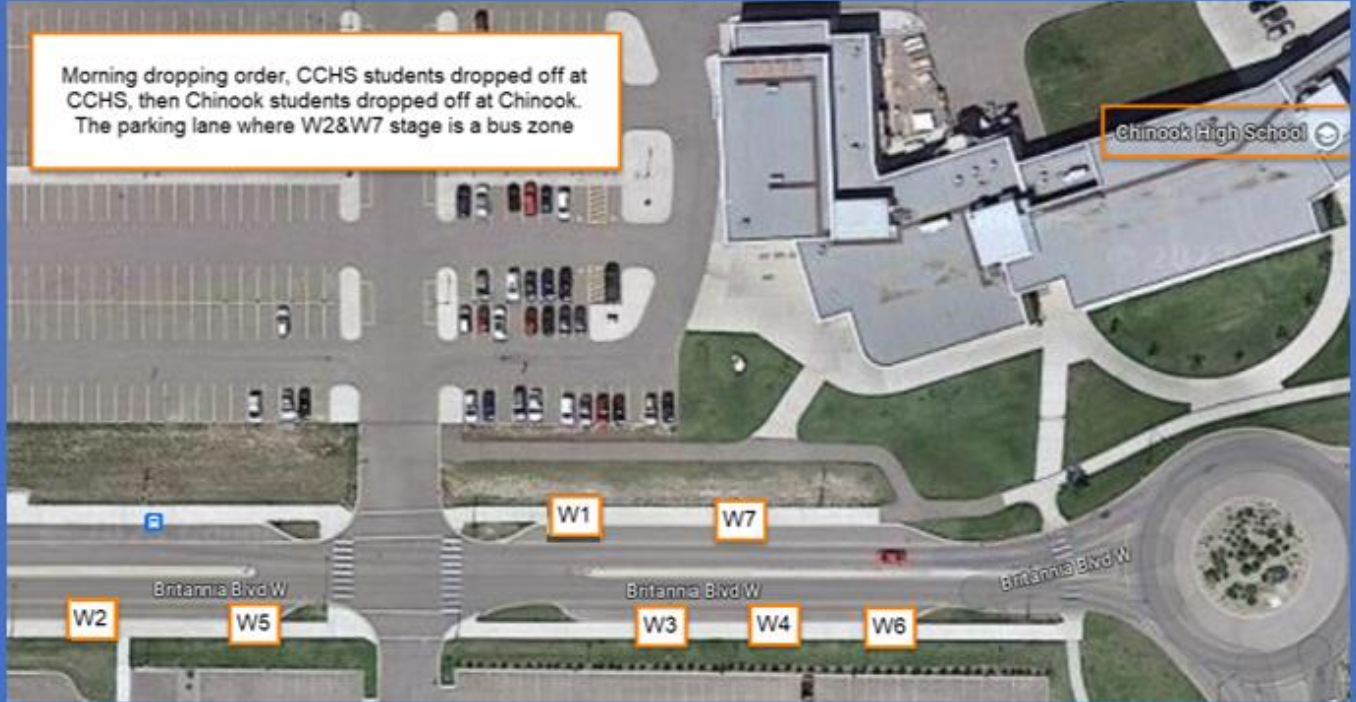 Morning dropping order, CCHS students dropped off at
CCHS, then Chinook students dropped off at Chinook.
The parking lane where W2&W7 stage is a bus zone
Chinook High School
W1
W7
Britannia Blvd W
Britannia Blvd W
Britannia Blvd W
W2
W5
W3
W4
W6